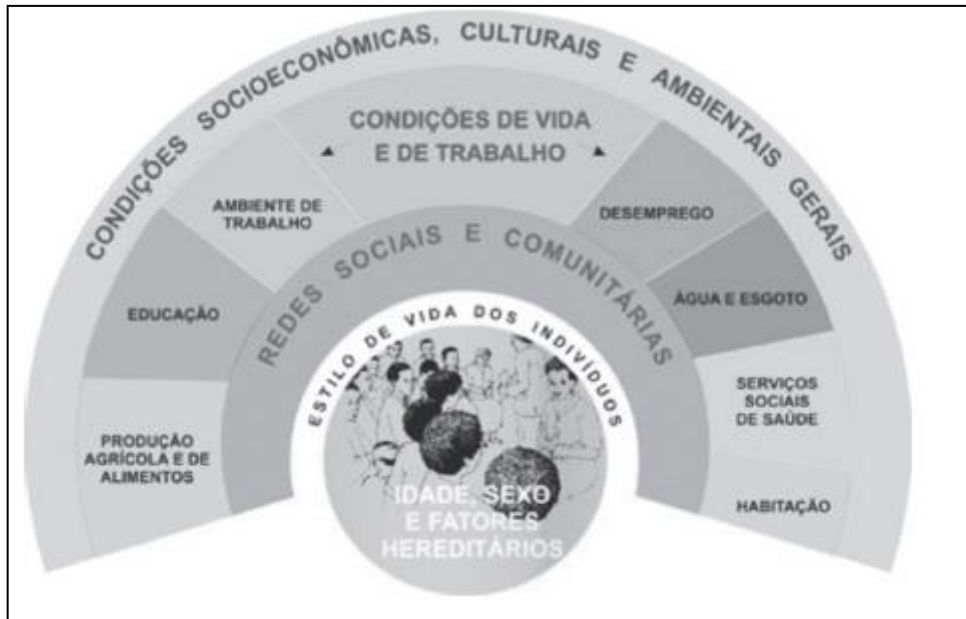 CONDIÇÕES SOCIOECONÔMICAS, CULTURAIS E AMBIENTAIS GERAIS
CONDIÇÕES DE VIDA
E DE TRABALHO
AMBIENTE DE
TRABALHO
DESEMPREGO
REDES SOCIAIS E COMUNITÁRIAS
EDUCAÇÃO
ÁGUA E ESGOTO
ESTILO DE VIDA DOS INDIVÍDUOS
SERVIÇOS
SOCIAIS
DE SAÚDE
PRODUÇÃO
AGRÍCOLA E DE
ALIMENTOS
HABITAÇÃO
IDADE, SEXO
E FATORES
HEREDITÁRIOS